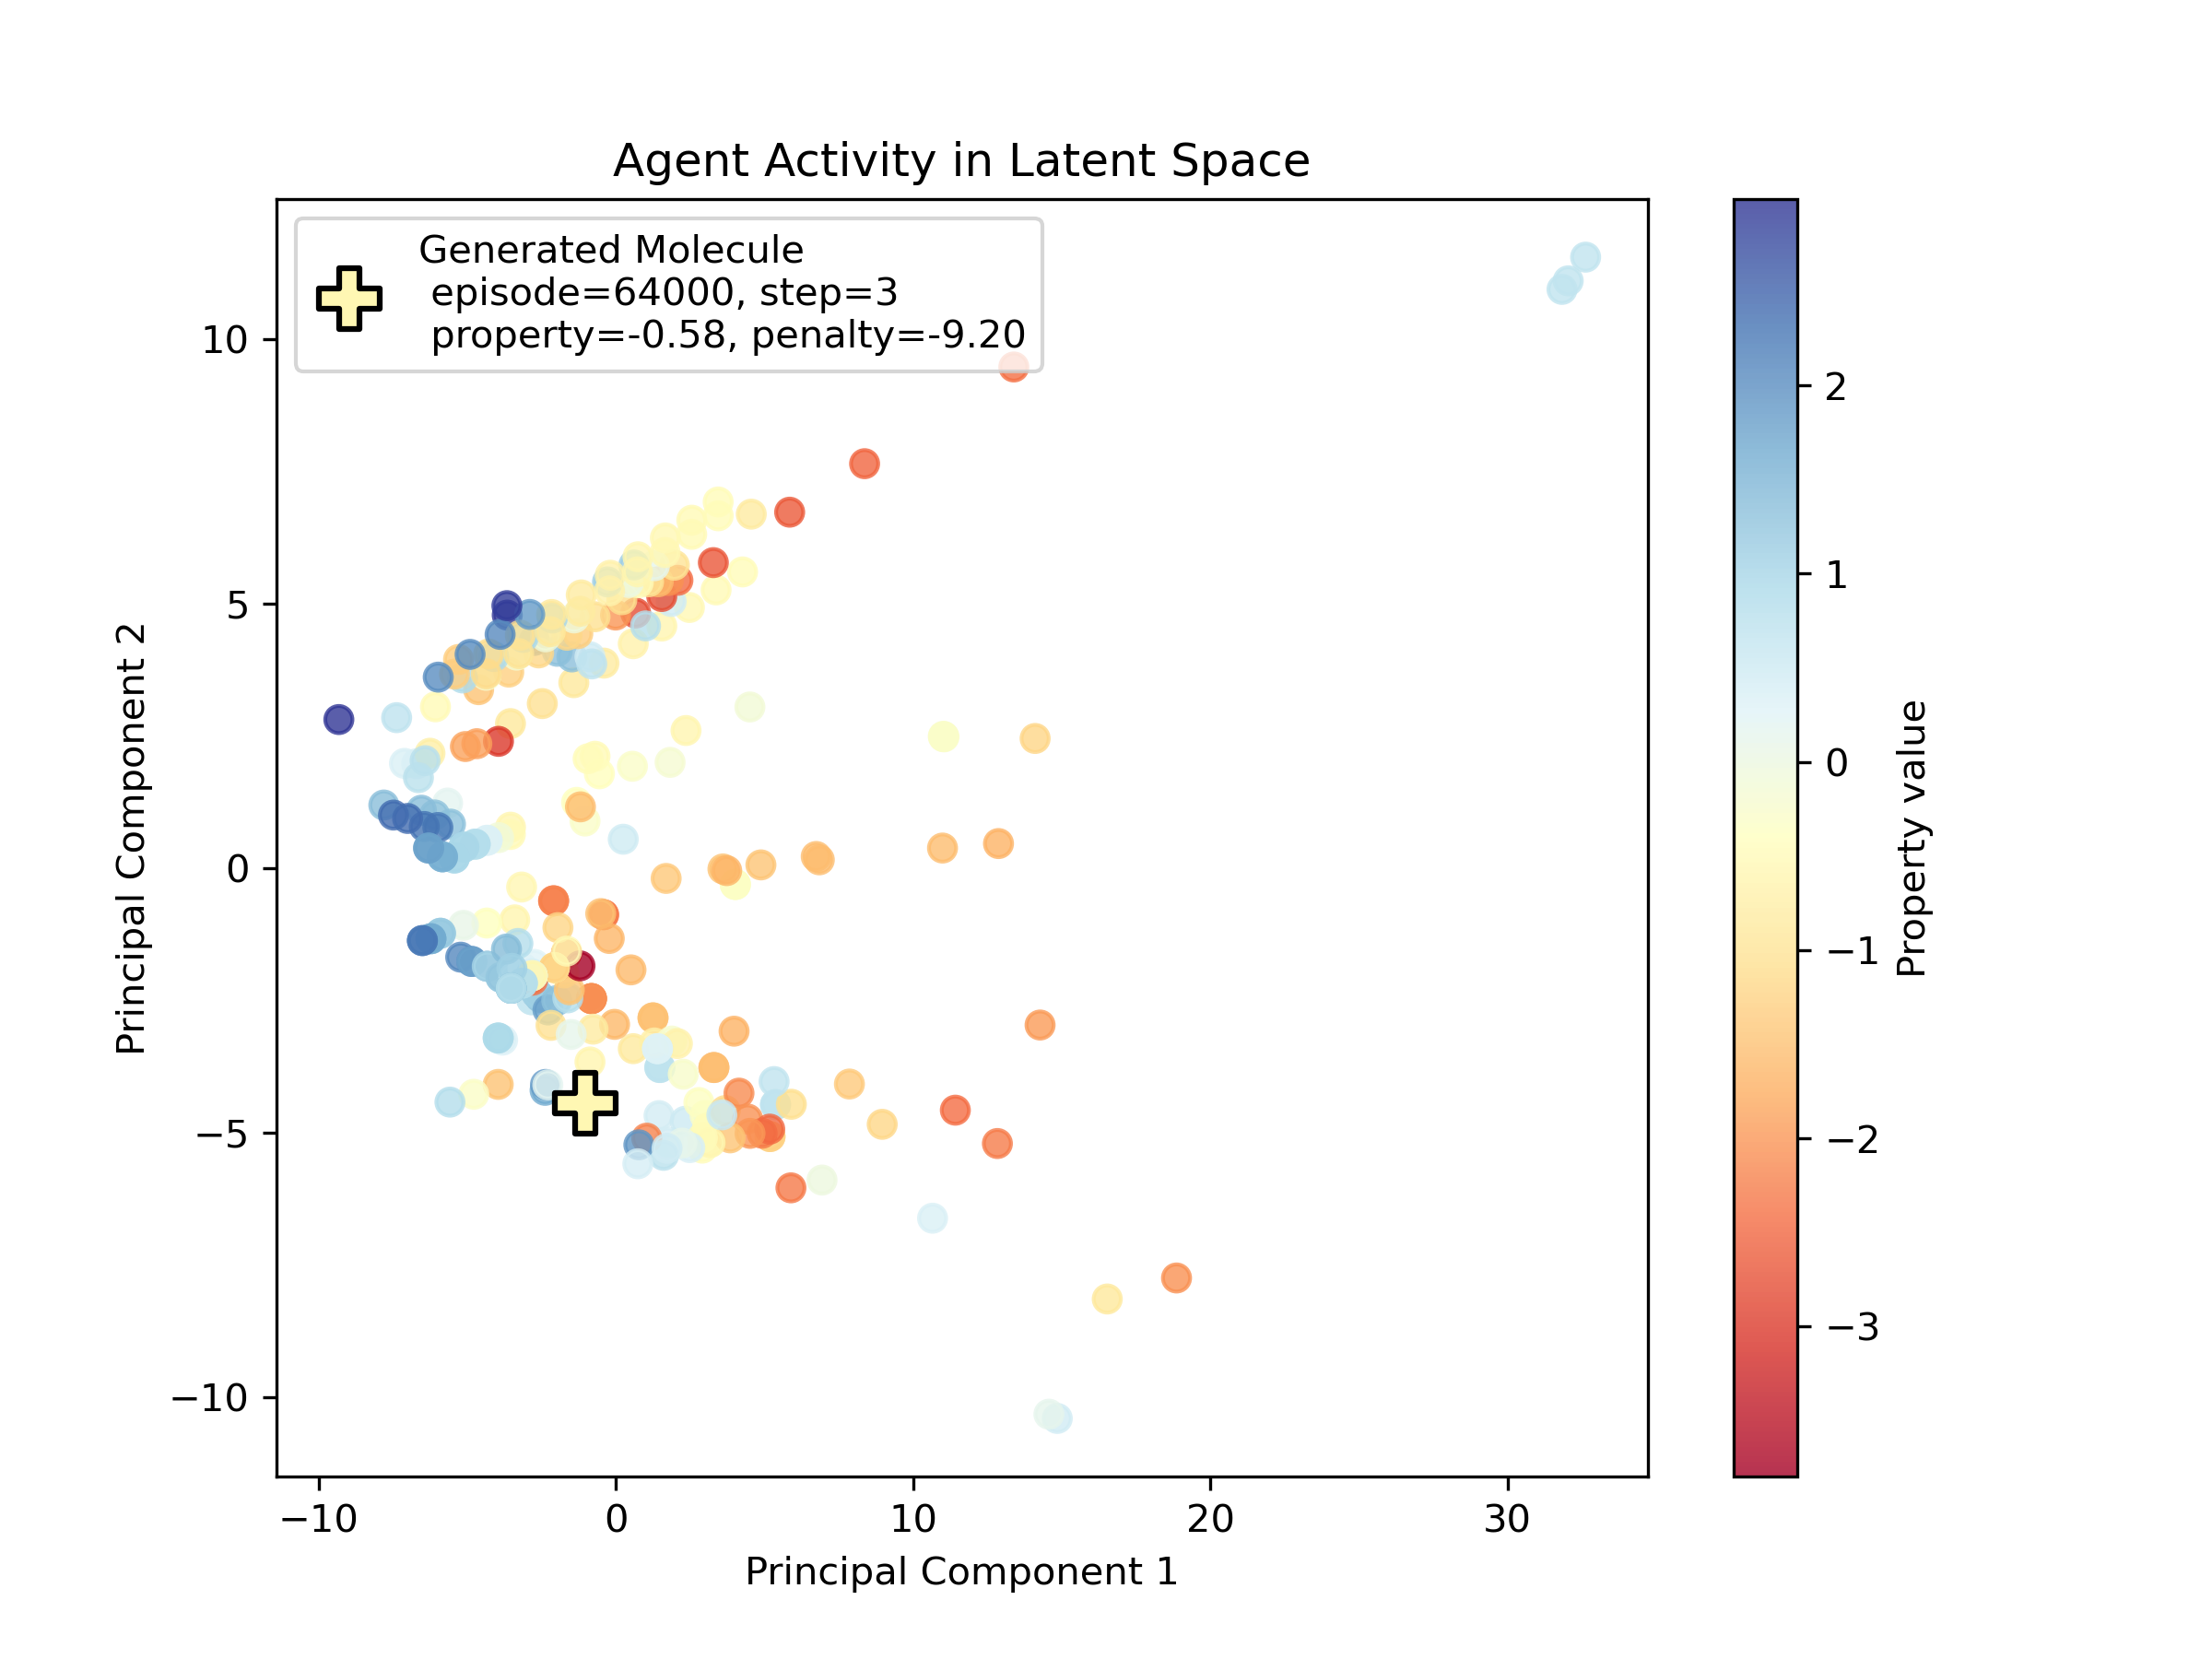 Agent Activity in Latent Space
Generated Molecule
episode=64000, step=3
property=-0.58, penalty=-9.20
10
5
0
−5
−10
Principal Component 2
−10
0
10
20
30
Principal Component 1
2
1
0
−1
−2
−3
Property value